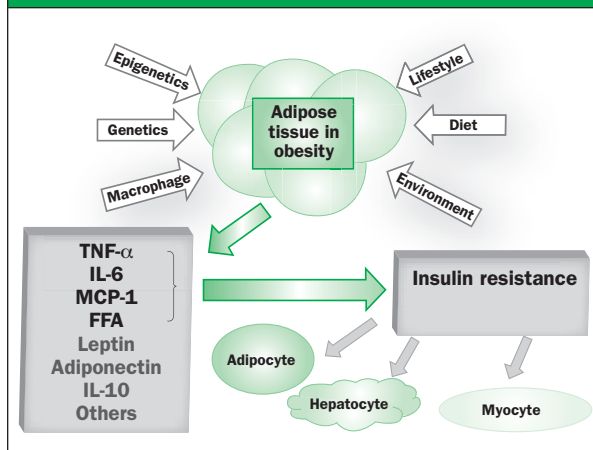 Epigenetics
Genetics
Macrophage
Adipose
tissue in
obesity
Lifestyle
Diet
Environment
TNF-α
IL-6
MCP-1
FFA
Leptin
Adiponectin
IL-10
Others
Insulin resistance
Adipocyte
Hepatocyte
Myocyte